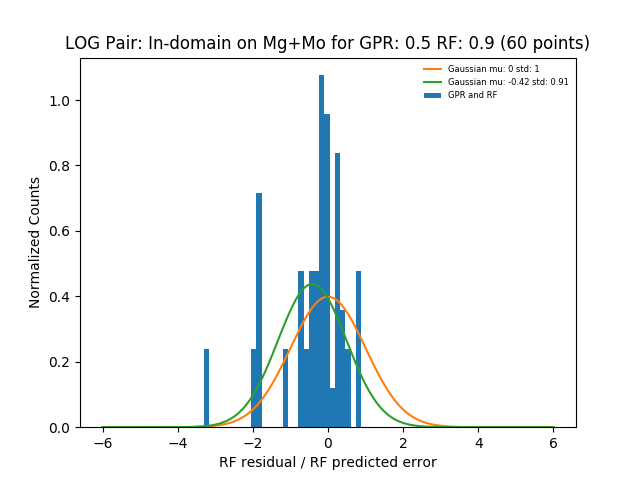 LOG Pair: In-domain on Mg+Mo for GPR: 0.5 RF: 0.9 (60 points)
Gaussian mu: 0 std: 1
Gaussian mu: -0.42 std: 0.91
GPR and RF
Normalized Counts
1.0
0.8
0.6
0.4
0.2
0.0
−6 −4 −2 0 2 4 6
RF residual / RF predicted error